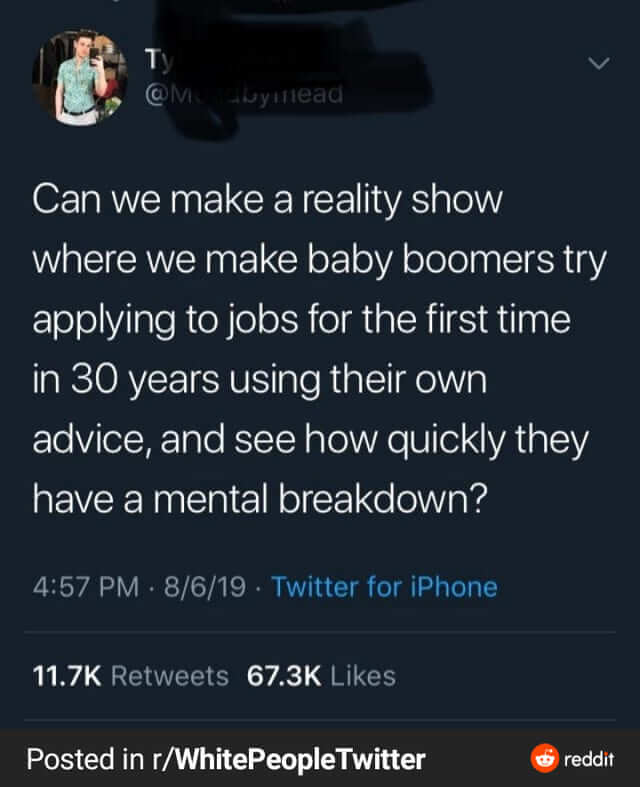 Ty
Can we make a reality show
where we make baby boomers try
applying to jobs for the first time
in 30 years using their own
advice, and see how quickly they
have a mental breakdown?
4:57 PM · 8/6/19 · Twitter for iPhone
11.7K Retweets 67.3K Likes
Posted in r/WhitePeopleTwitter
reddit